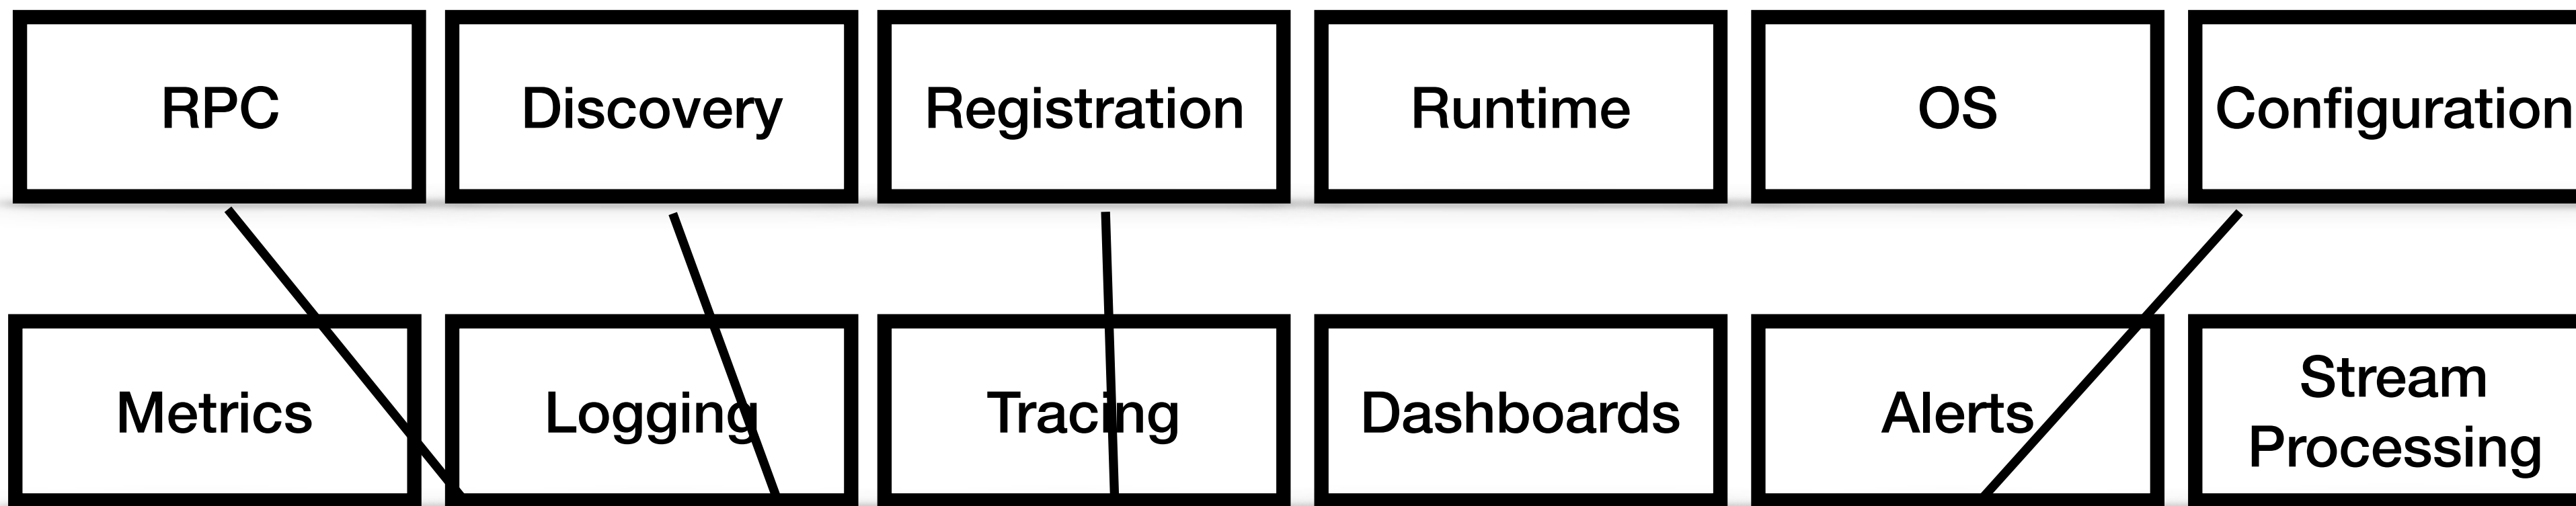 RPC
Discovery
Registration
Runtime
OS
Configuration
Metrics
Logging
Tracing
Dashboards
Alerts
Stream
Processing